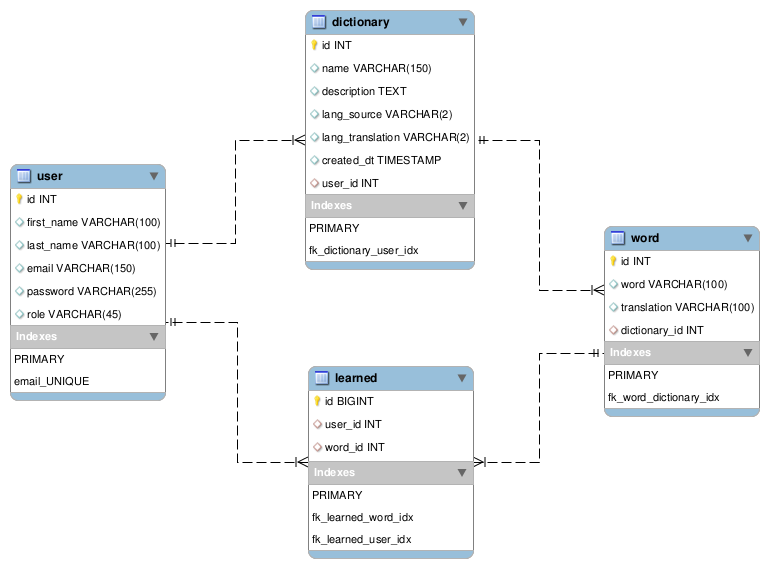 dictionary
id INT
name VARCHAR(150)
description TEXT
lang_source VARCHAR(2)
lang_translation VARCHAR(2)
created_dt TIMESTAMP
user_id INT
Indexes
PRIMARY
fk_dictionary_user_idx
user
id INT
first_name VARCHAR(100)
last_name VARCHAR(100)
email VARCHAR(150)
password VARCHAR(255)
role VARCHAR(45)
Indexes
PRIMARY
email_UNIQUE
word
id INT
word VARCHAR(100)
translation VARCHAR(100)
dictionary_id INT
Indexes
PRIMARY
fk_word_dictionary_idx
learned
id BIGINT
user_id INT
word_id INT
Indexes
PRIMARY
fk_learned_word_idx
fk_learned_user_idx